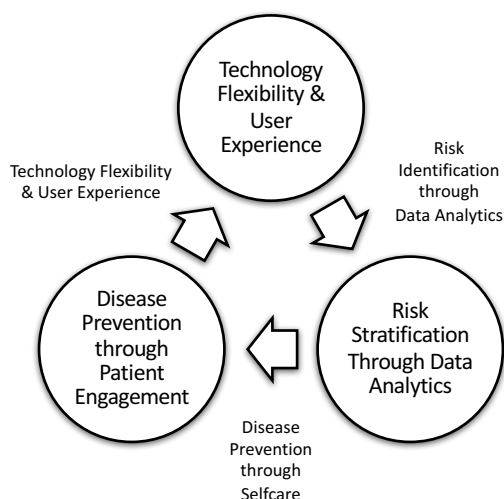 Technology
Flexibility &
User
Experience
Technology Flexibility
& User Experience
Risk
Identification
through
Data Analytics
Disease
Prevention
through
Patient
Engagement
Risk
Stratification
Through Data
Analytics
Disease
Prevention
through
Selfcare